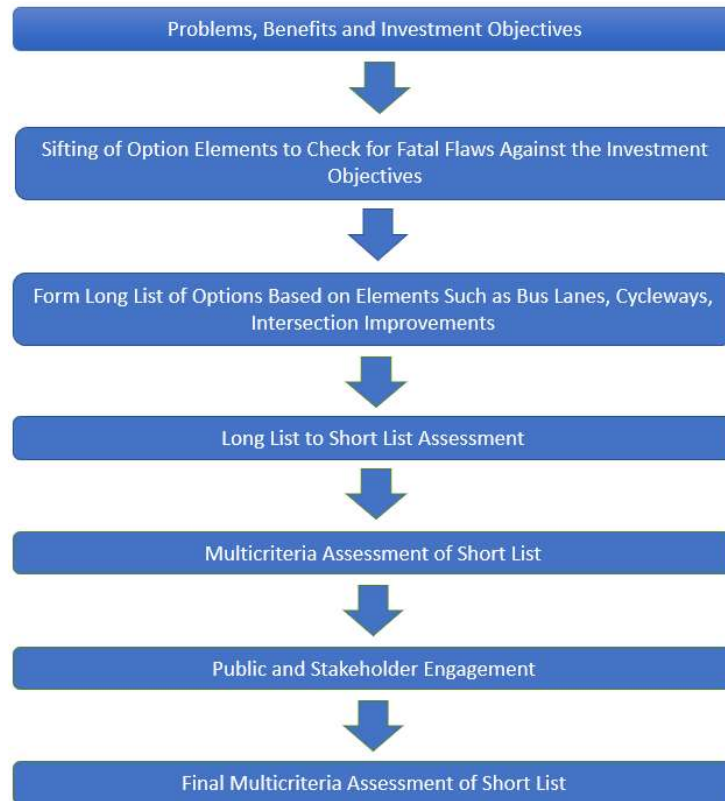 Problems, Benefits and Investment Objectives
Sifting of Option Elements to Check for Fatal Flaws Against the Investment
Objectives
Form Long List of Options Based on Elements Such as Bus Lanes, Cycleways,
Intersection Improvements
Long List to Short List Assessment
Multicriteria Assessment of Short List
Public and Stakeholder Engagement
Final Multicriteria Assessment of Short List